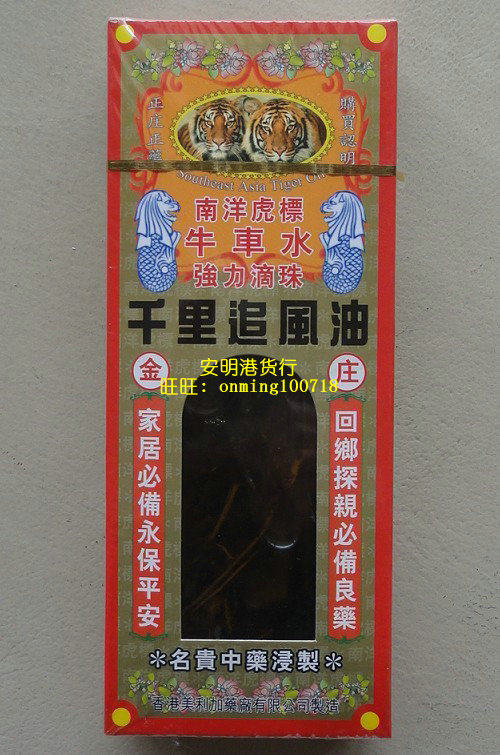 正庄正莊
購買認明
Southeast Asia Tiger Oil
南洋虎標
牛車水
強力滴珠
千里追風油
安明港货行
旺旺：onming100718
金
庄
家居必備永保平安
回鄉探親必備良藥
＊名貴中藥浸製＊
香港美利加藥廠有限公司製造